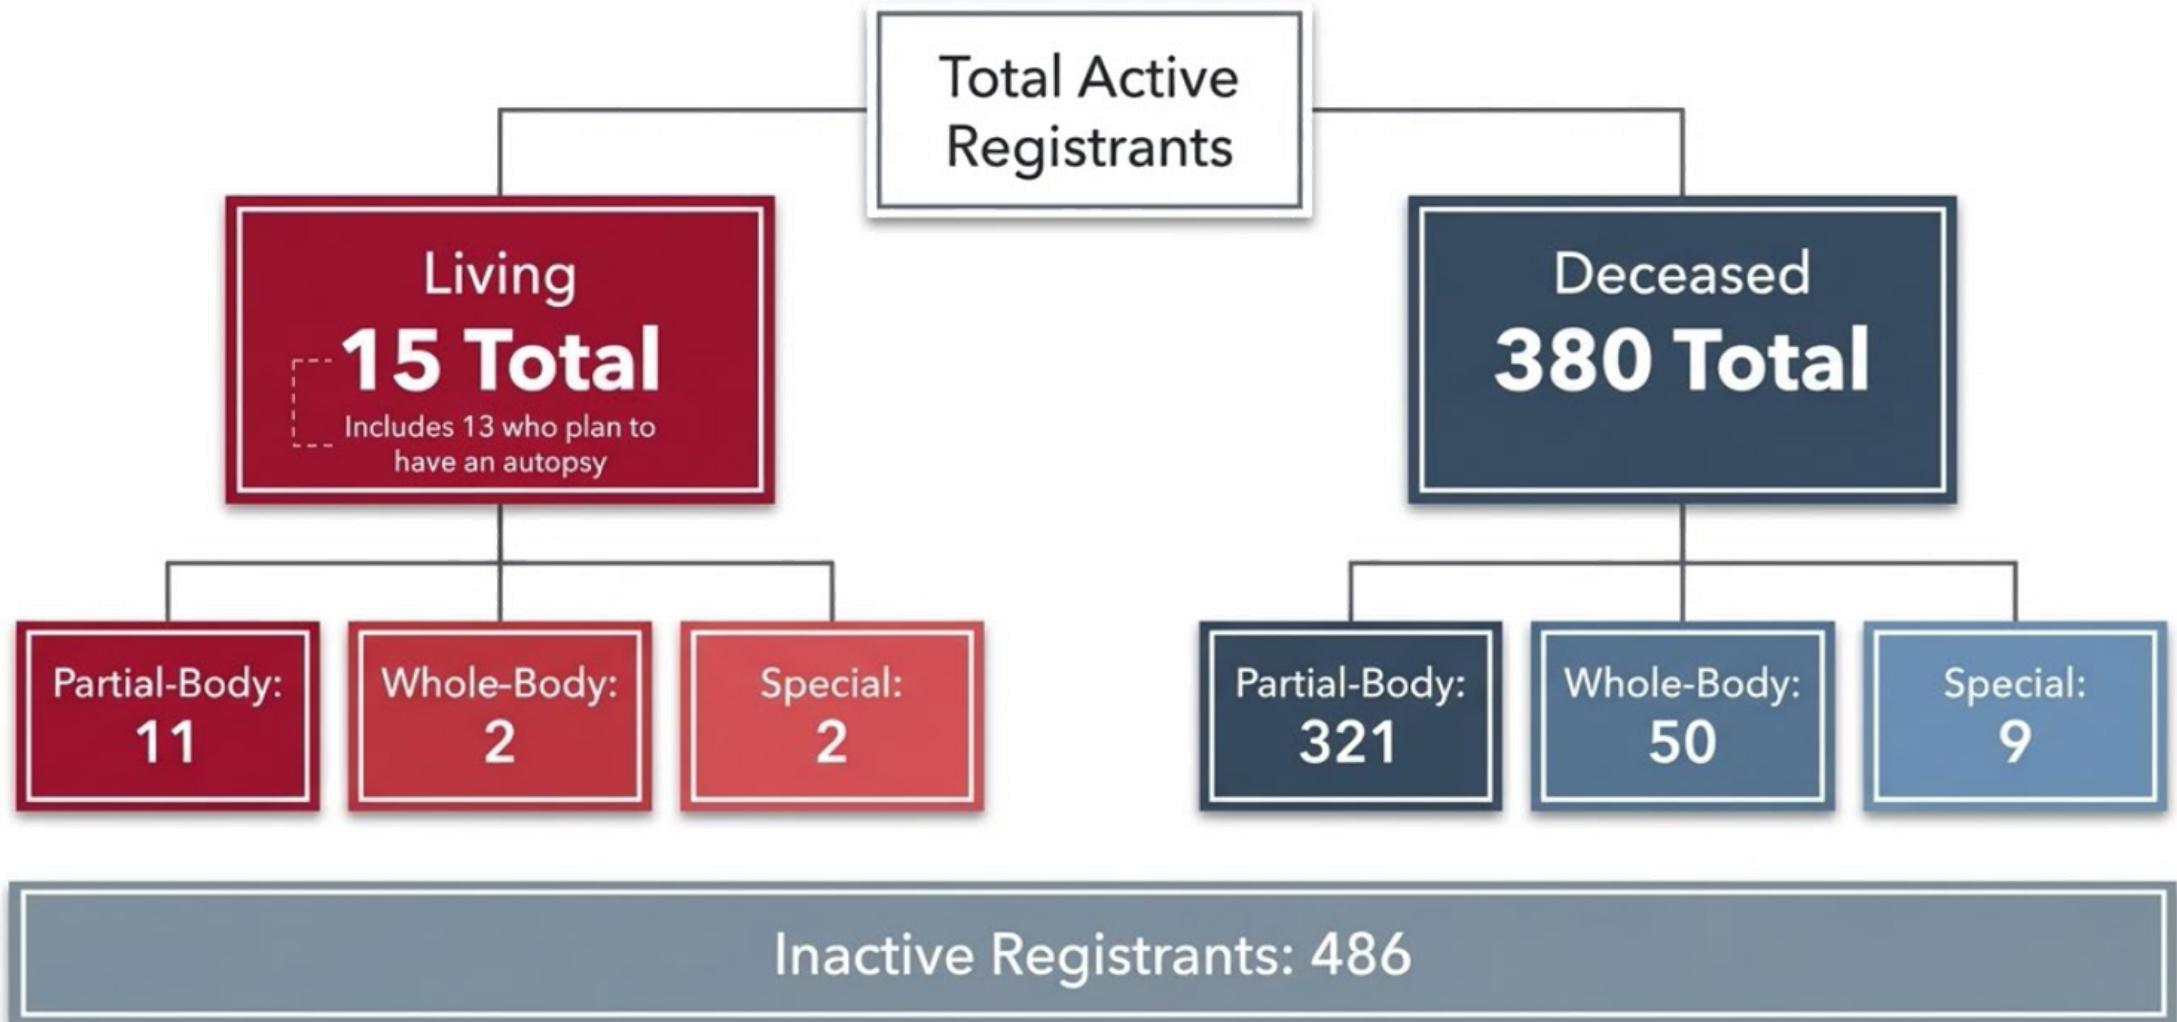 Total Active
Registrants
Living
15 Total
Includes 13 who plan to
have an autopsy
Deceased
380 Total
Partial-Body:
11
Whole-Body:
2
Special:
2
Partial-Body:
321
Whole-Body:
50
Special:
9
Inactive Registrants: 486